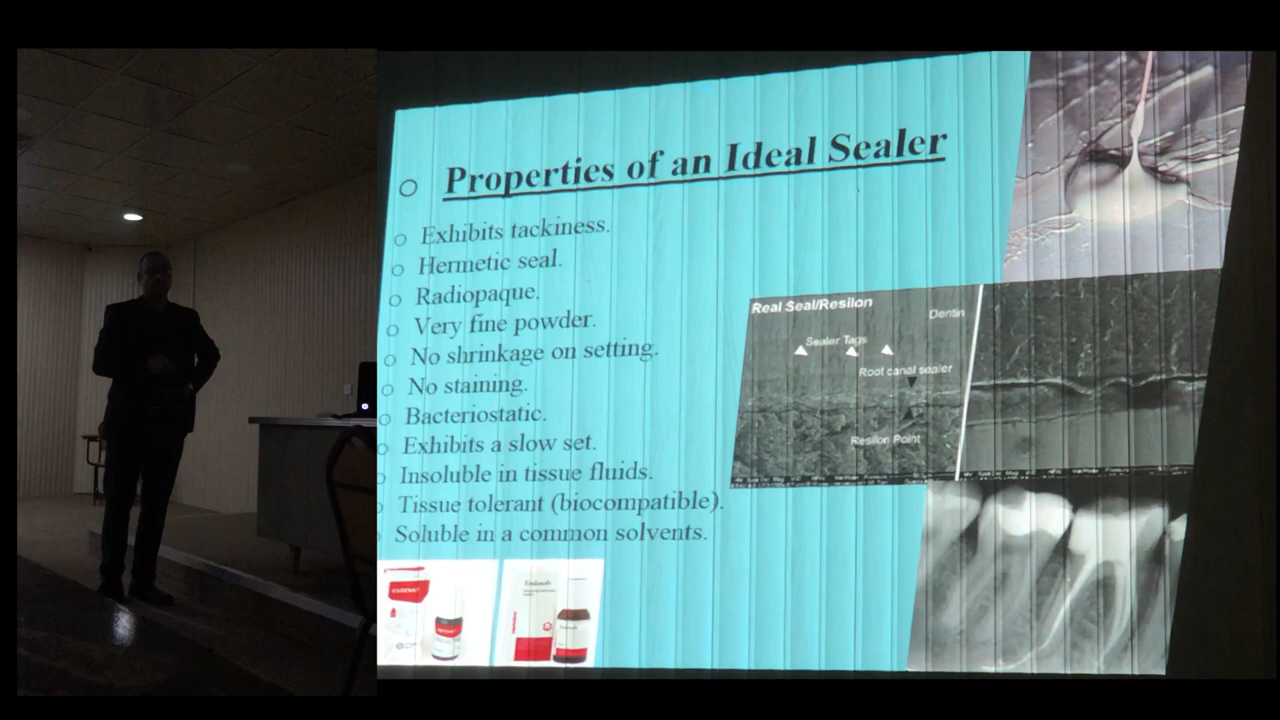 Properties of an Ideal Sealer
Exhibits tackiness.
Hermetic seal.
Radiopaque.
Very fine powder.
No shrinkage on setting.
No staining.
Bacteriostatic.
Exhibits a slow set.
Insoluble in tissue fluids.
Tissue tolerant (biocompatible).
Soluble in a common solvents.
Real Seal/Resilon
Dentin
Sealer Tags
Root canal sealer
Resilon Point
Endosolv